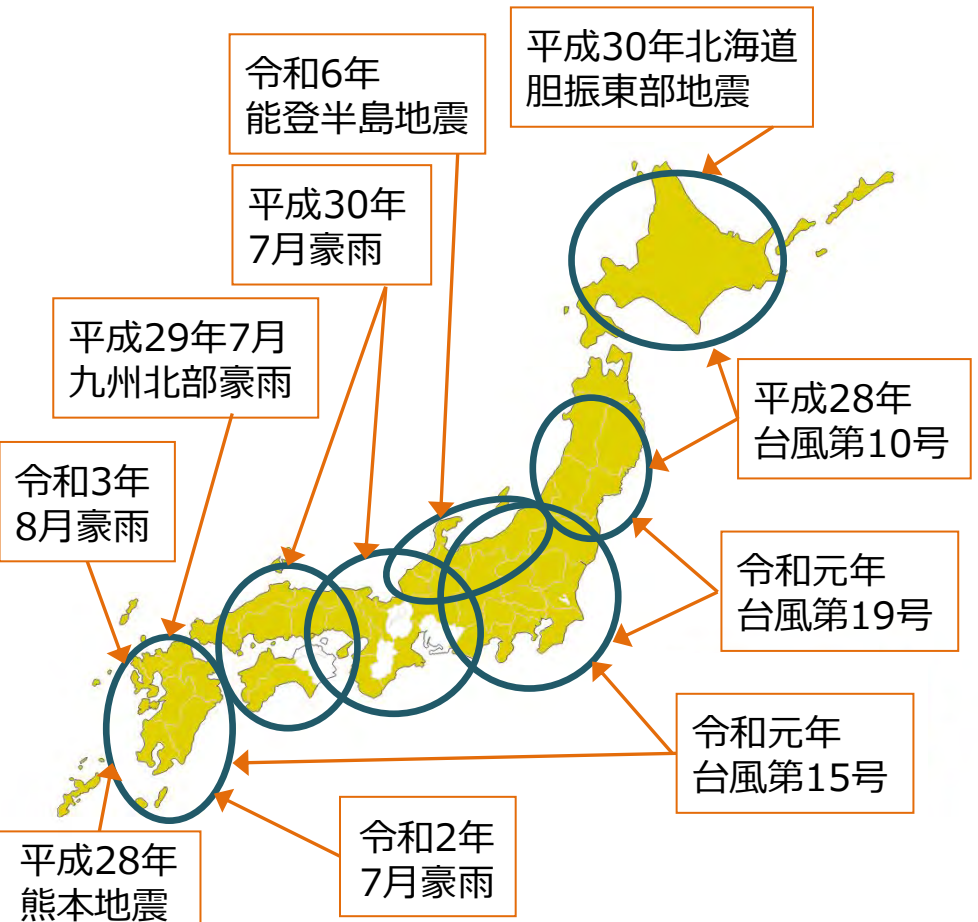 平成30年北海道
胆振東部地震
令和6年
能登半島地震
平成30年
7月豪雨
平成29年7月
九州北部豪雨
平成28年
台風第10号
令和3年
8月豪雨
令和元年
台風第19号
令和元年
台風第15号
令和2年
7月豪雨
平成28年
熊本地震